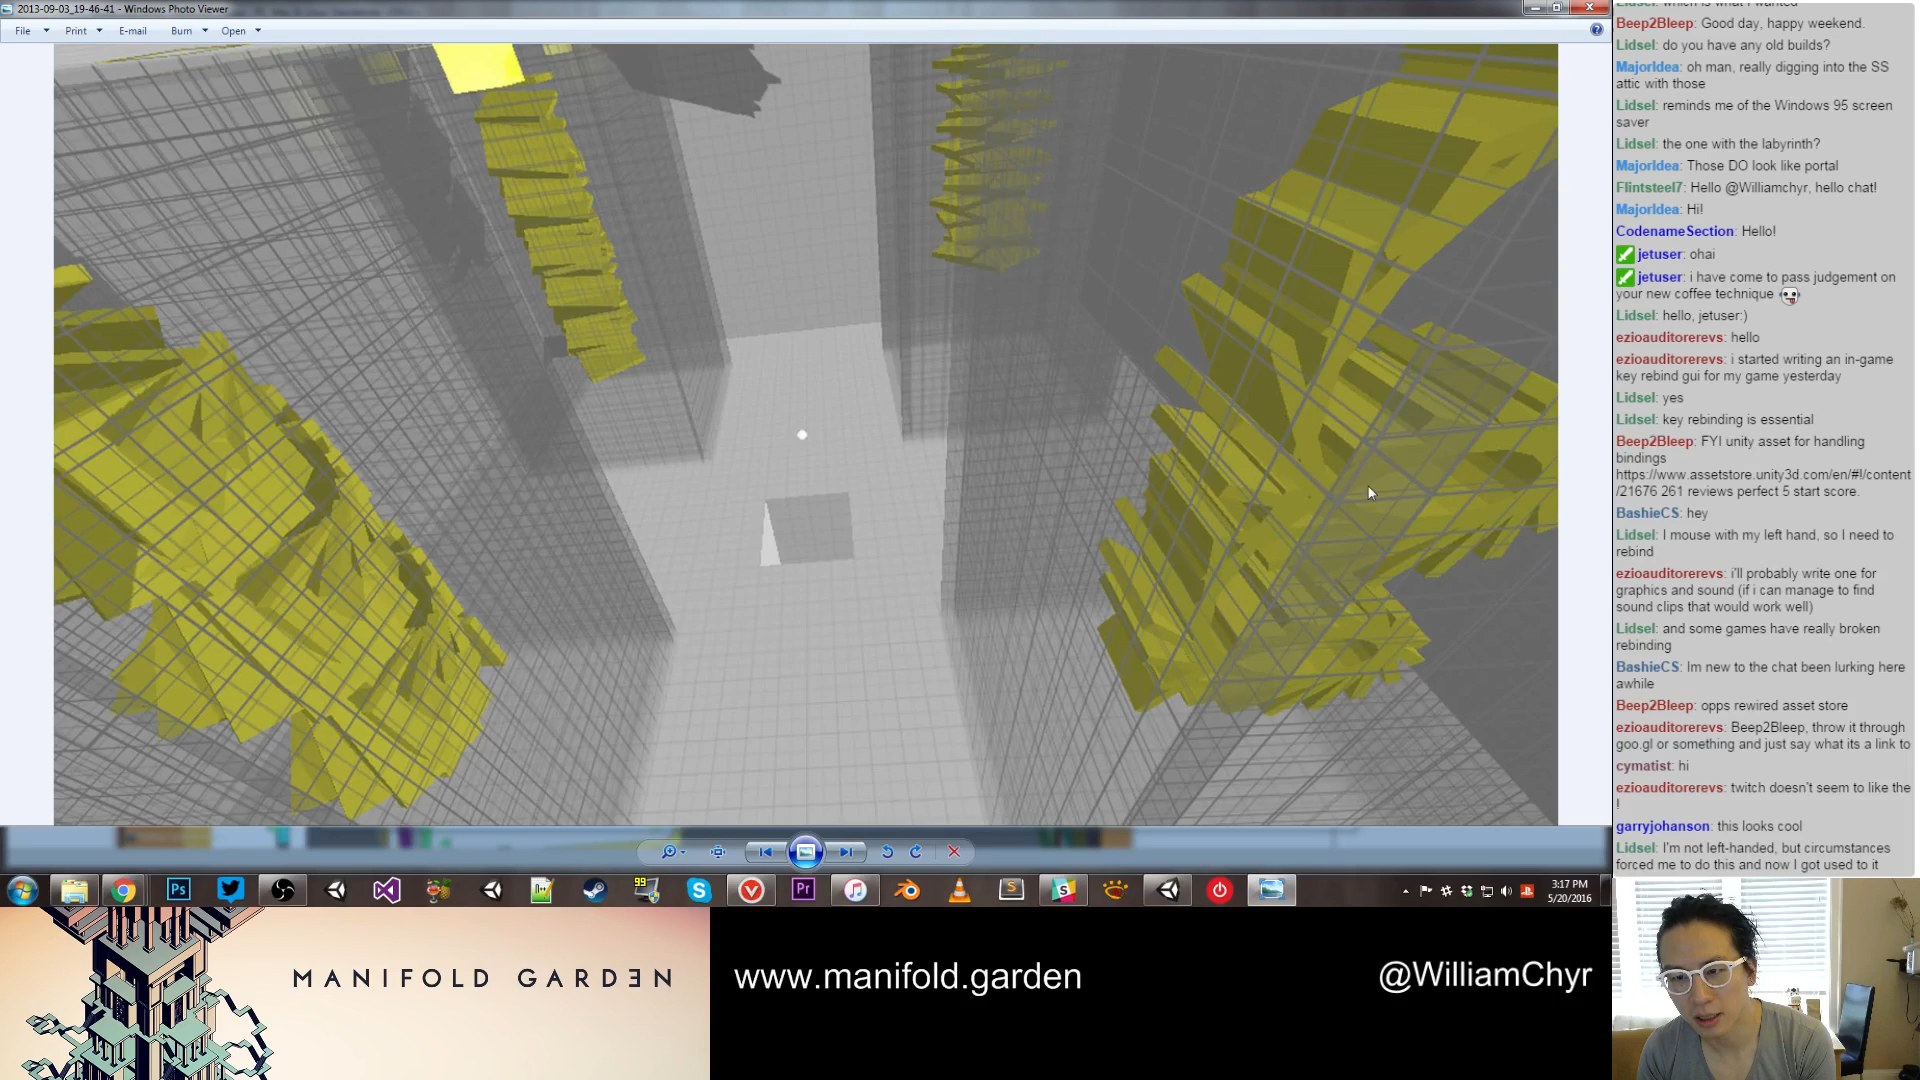 2013-09-03_19-46-41 - Windows Photo Viewer
File Print E-mail Burn Open
Lidsel: which is what I wanted
Beep2Bleep: Good day, happy weekend.
Lidsel: do you have any old builds?
MajorIdea: oh man, really digging into the SS
attic with those
Lidsel: reminds me of the Windows 95 screen
saver
Lidsel: the one with the labyrinth?
MajorIdea: Those DO look like portal
Flintsteel7: Hello @Williamchyr, hello chat!
MajorIdea: Hi!
CodenameSection: Hello!
jetuser: ohai
jetuser: i have come to pass judgement on
your new coffee technique
Lidsel: hello, jetuser:)
ezioauditorerevs: hello
ezioauditorerevs: i started writing an in-game
key rebind gui for my game yesterday
Lidsel: yes
Lidsel: key rebinding is essential
Beep2Bleep: FYI unity asset for handling
bindings
https://www.assetstore.unity3d.com/en/#!/content
/21676 261 reviews perfect 5 start score.
BashieCS: hey
Lidsel: I mouse with my left hand, so I need to
rebind
ezioauditorerevs: i'll probably write one for
graphics and sound (if i can manage to find
sound clips that would work well)
Lidsel: and some games have really broken
rebinding
BashieCS: Im new to the chat been lurking here
awhile
Beep2Bleep: opps rewired asset store
ezioauditorerevs: Beep2Bleep, throw it through
goo.gl or something and just say what its a link to
cymatist: hi
ezioauditorerevs: twitch doesn't seem to like the
!
garryjohanson: this looks cool
Lidsel: I'm not left-handed, but circumstances
forced me to do this and now I got used to it
Ps
99
Pr
S
3:17 PM
5/20/2016
MANIFOLD GARDƎN
www.manifold.garden
@WilliamChyr